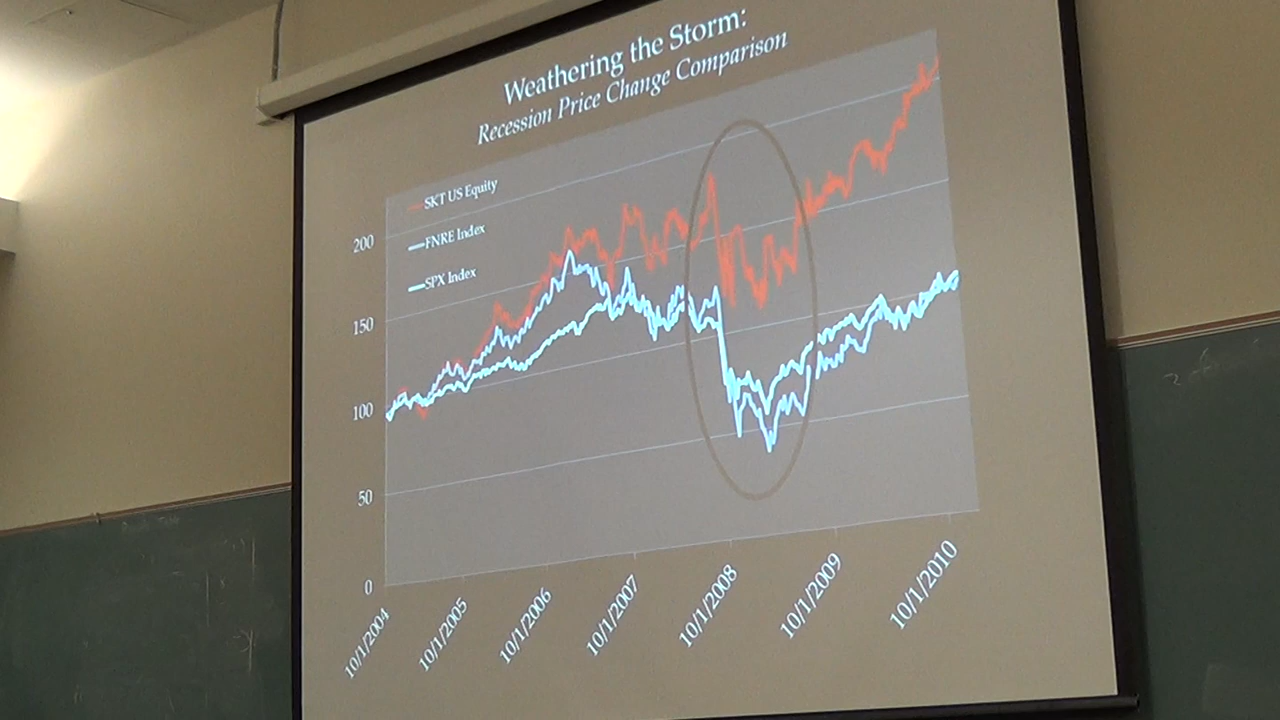 Weathering the Storm:
Recession Price Change Comparison
SKT US Equity
FNRE Index
SPX Index
200
150
100
50
0
10/1/2004
10/1/2005
10/1/2006
10/1/2007
10/1/2008
10/1/2009
10/1/2010